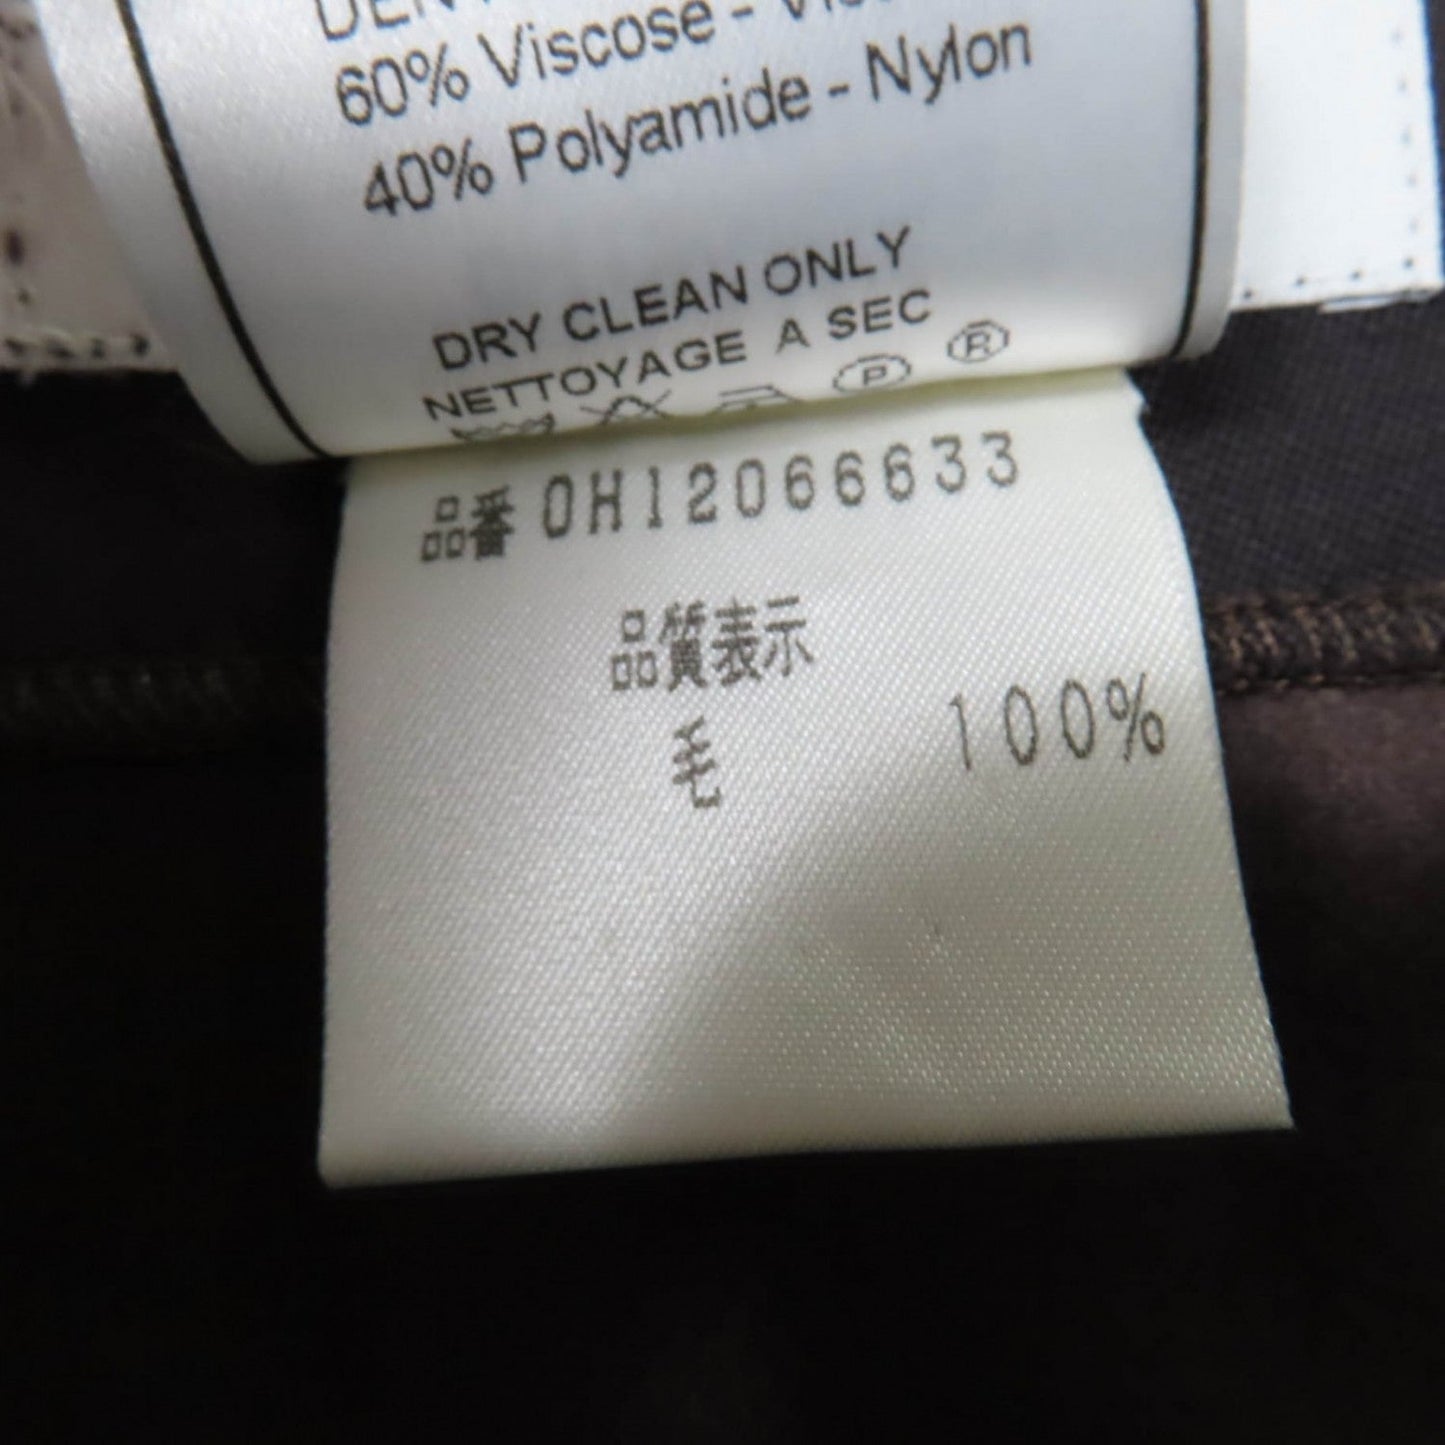 60% Viscose -
40% Polyamide - Nylon
DRY CLEAN ONLY
NETTOYAGE A SEC
P R
品番 0H12066633
品質表示
毛 100%